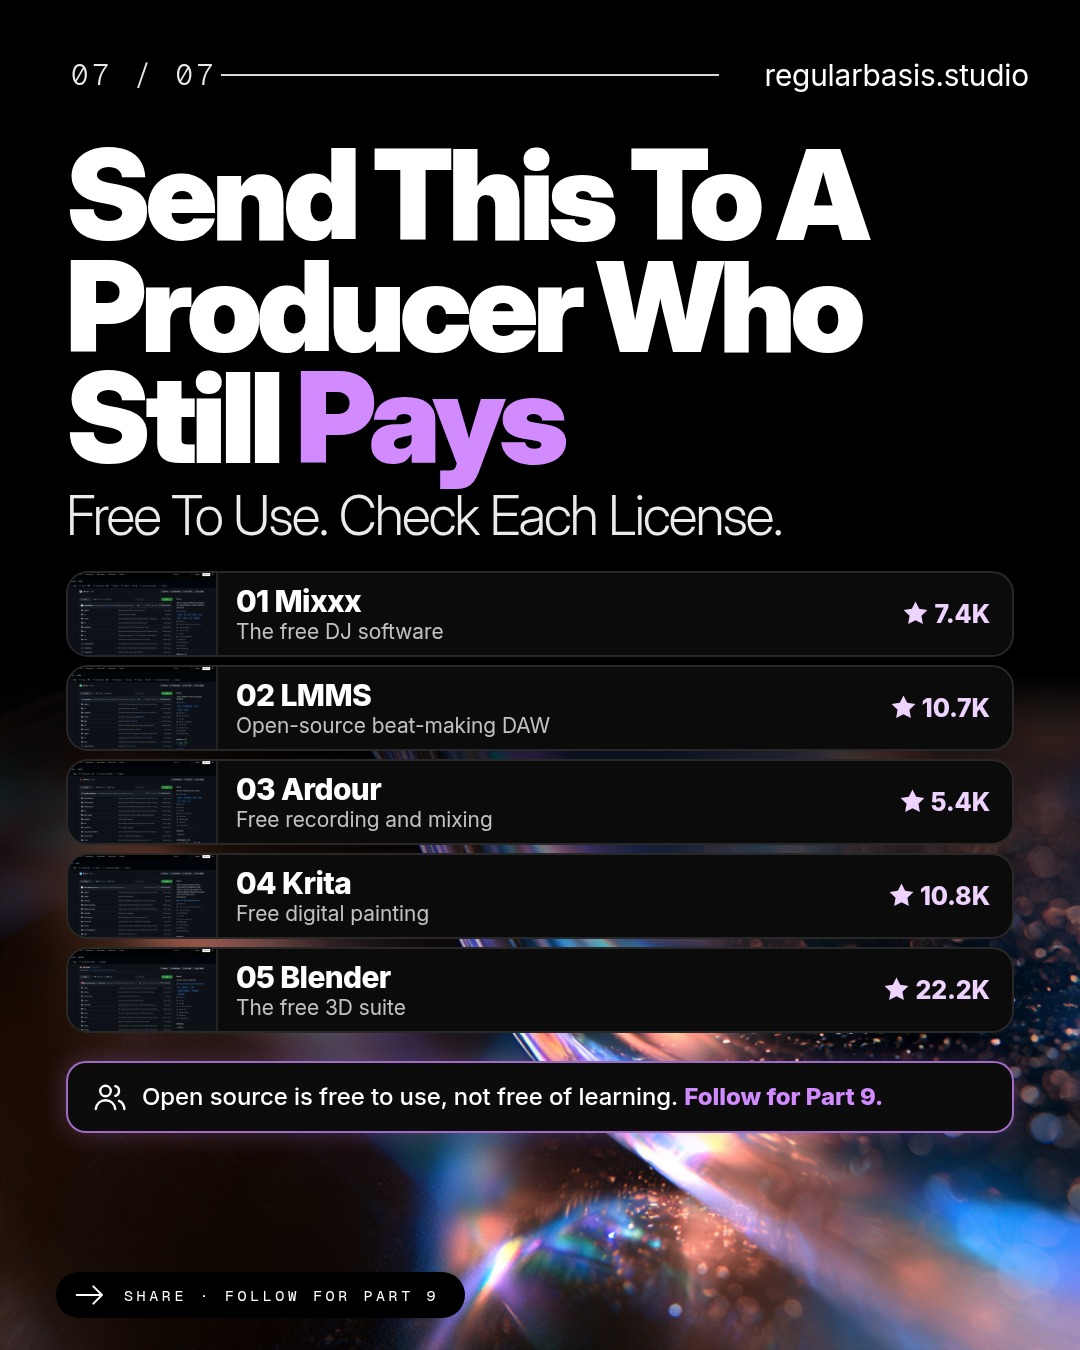 07 / 07
regularbasis.studio
Send This To A
Producer Who
Still Pays
Free To Use. Check Each License.
01 Mixxx
The free DJ software
★ 7.4K
02 LMMS
Open-source beat-making DAW
★ 10.7K
03 Ardour
Free recording and mixing
★ 5.4K
04 Krita
Free digital painting
★ 10.8K
05 Blender
The free 3D suite
★ 22.2K
Open source is free to use, not free of learning. Follow for Part 9.
→ SHARE · FOLLOW FOR PART 9